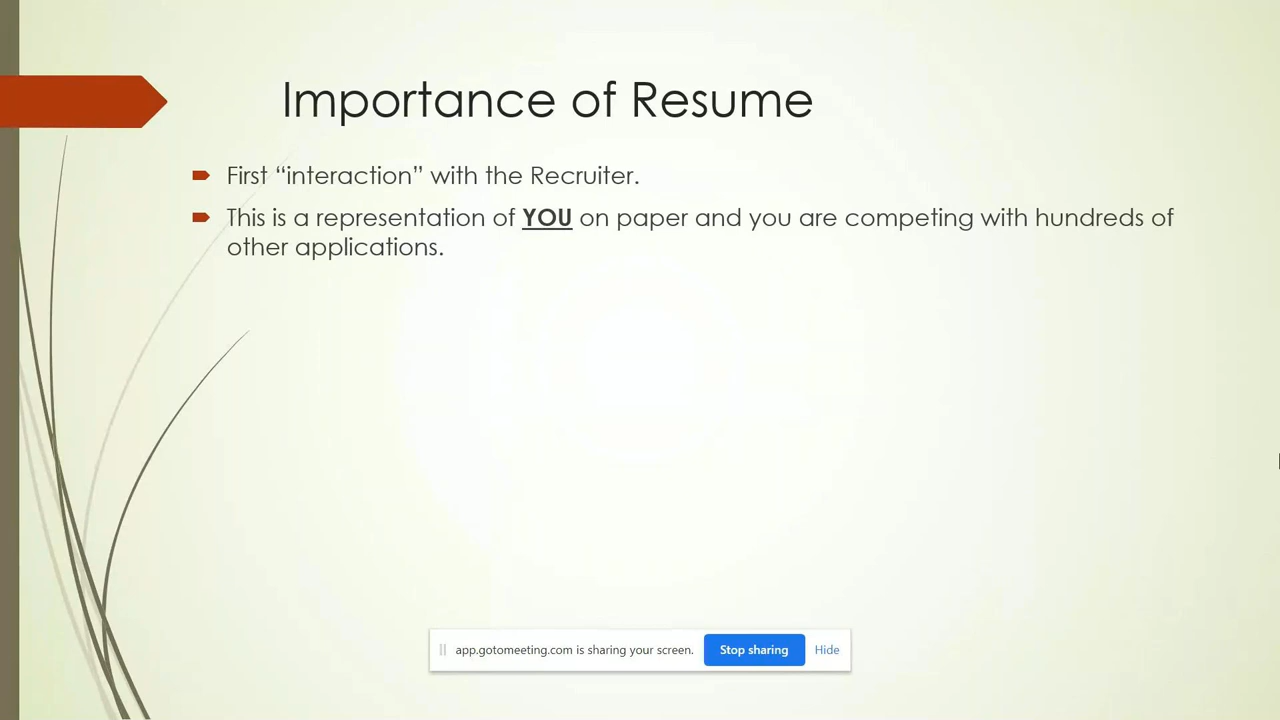 Importance of Resume
First “interaction” with the Recruiter.
This is a representation of YOU on paper and you are competing with hundreds of
other applications.
app.gotomeeting.com is sharing your screen. Stop sharing Hide